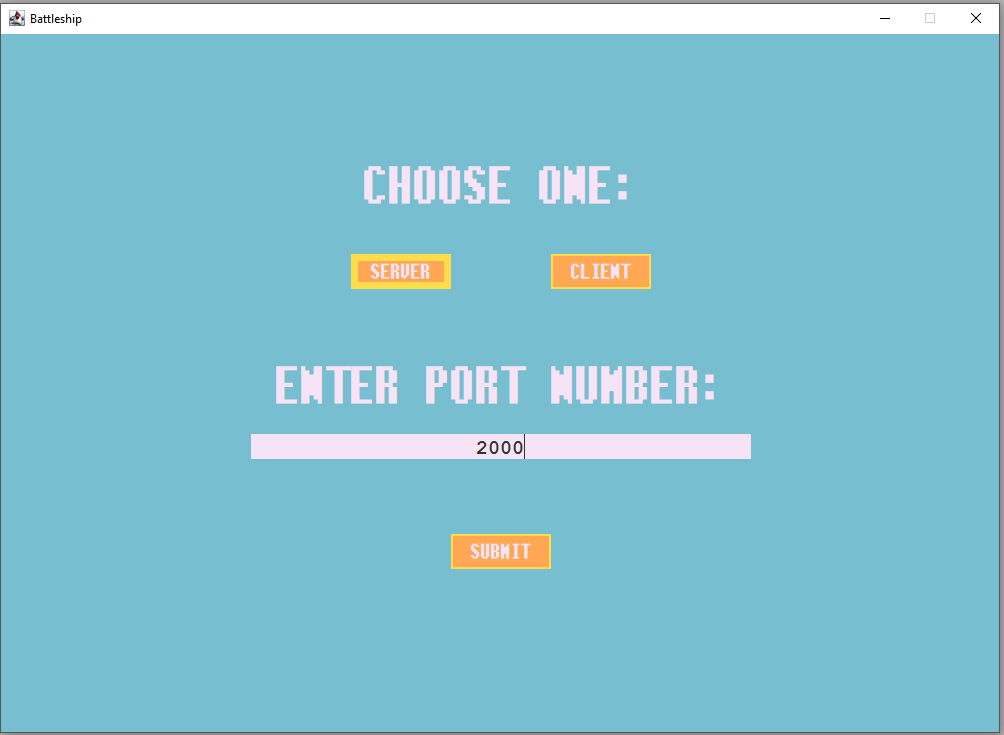 Battleship
CHOOSE ONE:
SERVER CLIENT
ENTER PORT NUMBER:
2000
SUBMIT